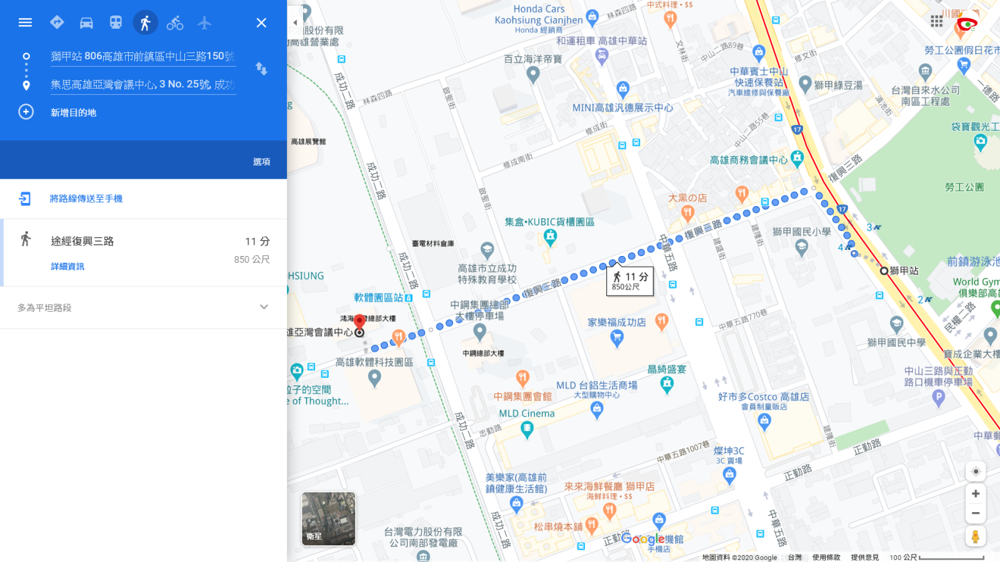 獅甲站 806高雄市前鎮區中山三路150號
集思高雄亞灣會議中心, 3 No. 25號, 成功
新增目的地
選項
將路線傳送至手機
途經復興三路
11 分
850 公尺
詳細資訊
多為平坦路段
股份有限
高雄營業處
Honda Cars
Kaohsiung Cianjhen
Honda 經銷商
林森四路
中式料理 • $$
和運租車 高雄中華站
百立海洋帝寶
文林街
中山一路89巷
修文街
川國
勞工公園假日花市
中華賓士中山
快速保養站
汽車維修與保養廠
獅甲綠豆湯
台灣自來水公司
南區工程處
滇池街
一德路
成功二路
林森四路
啟聖街
MINI高雄汎德展示中心
中山二路55巷
17
袋寶觀光工
高雄展覽館
修成街
修成南街
高雄商務會議中心
復興三路
勞工公園
成功二路
啟聖街
大黑の店
17
集盒•KUBIC貨櫃園區
復興三路
建隆街
獅甲國民小學
3
4
臺電材料倉庫
中華五路
建盛街
前鎮游泳池
獅甲站
高雄市立成功
特殊教育學校
成功二路
OHSIUNG
11 分
850公尺
World Gym
俱樂部高雄
復興三路
軟體園區站
中鋼集團總部
大樓停車場
2
民權二路
中華五路770巷
家樂福成功店
雄亞灣會議中心
總部大樓
獅甲國民中學
寶成企業大樓
中鋼總部大樓
高雄軟體科技園區
晶綺盛宴
中山三路與正勤
路口機車停車場
P
粒子的空間
e of Thought...
中鋼集團會館
MLD 台鋁生活商場
大型購物中心
好市多Costco 高雄店
會員制量販店
MLD Cinema
成功二路
忠勤路
建隆街
正勤路
中華郵
中華五路1007巷
燦坤3C
3C 賣場
正勤路
美樂家(高雄前
鎮健康生活館)
來來海鮮餐廳 獅甲店
海鮮料理 • $$
衛星
成功二路
松串燒本鋪
中華五路
台灣電力股份有限
公司南部發電廠
正勤
Google
機館
手機店
地圖資料 ©2020 Google
台灣
使用條款
提供意見
100 公尺